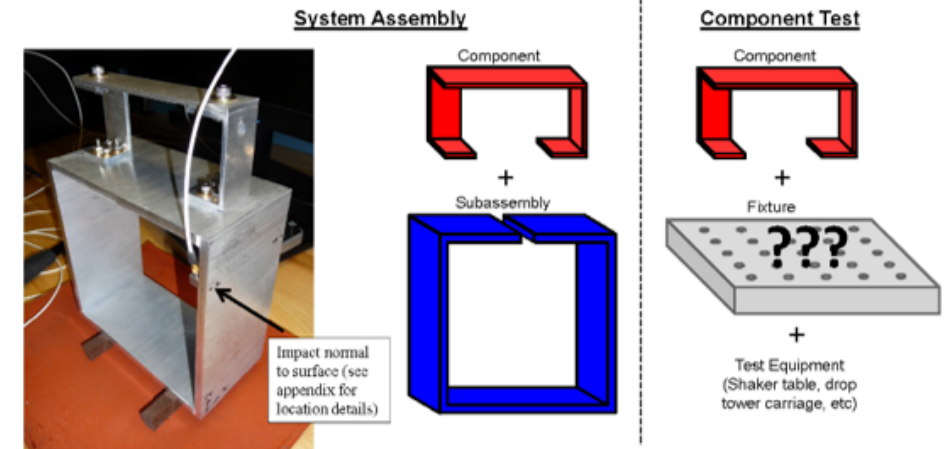 System Assembly
Component
+
Subassembly
Impact normal
to surface (see
appendix for
location details)
Component Test
Component
+
Fixture
???
+
Test Equipment
(Shaker table, drop
tower carriage, etc)